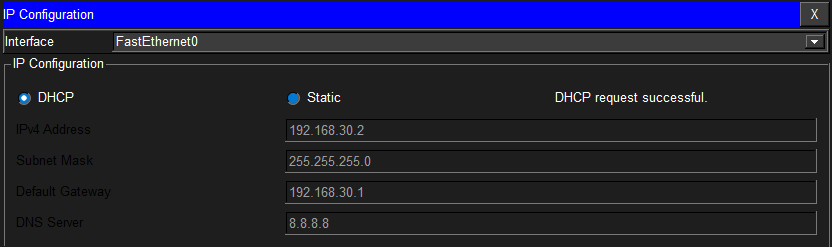 IP Configuration X
Interface FastEthernet0
IP Configuration
DHCP Static DHCP request successful.
IPv4 Address 192.168.30.2
Subnet Mask 255.255.255.0
Default Gateway 192.168.30.1
DNS Server 8.8.8.8